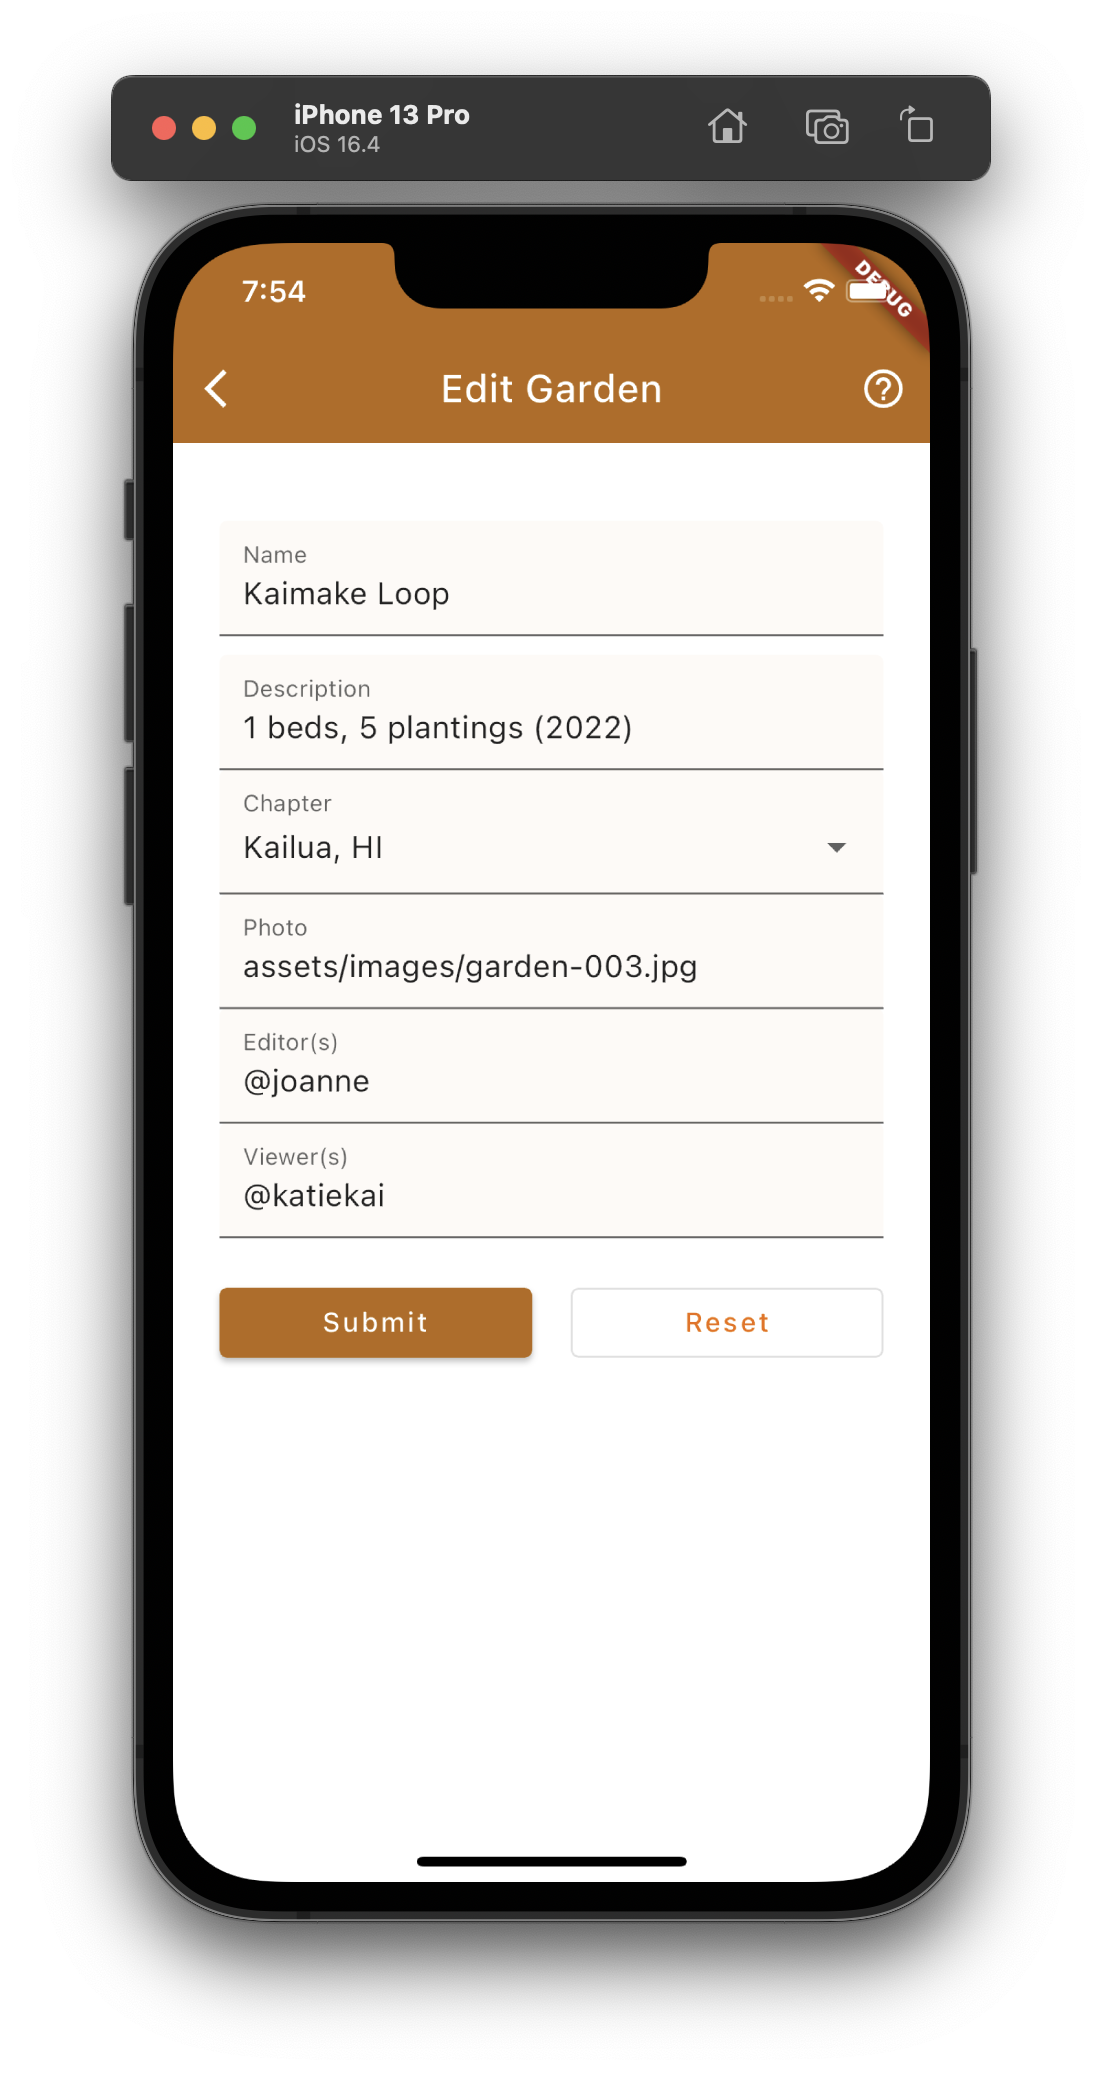 iPhone 13 Pro
iOS 16.4
7:54
DEBUG
Edit Garden
Name
Kaimake Loop
Description
1 beds, 5 plantings (2022)
Chapter
Kailua, HI
Photo
assets/images/garden-003.jpg
Editor(s)
@joanne
Viewer(s)
@katiekai
Submit
Reset